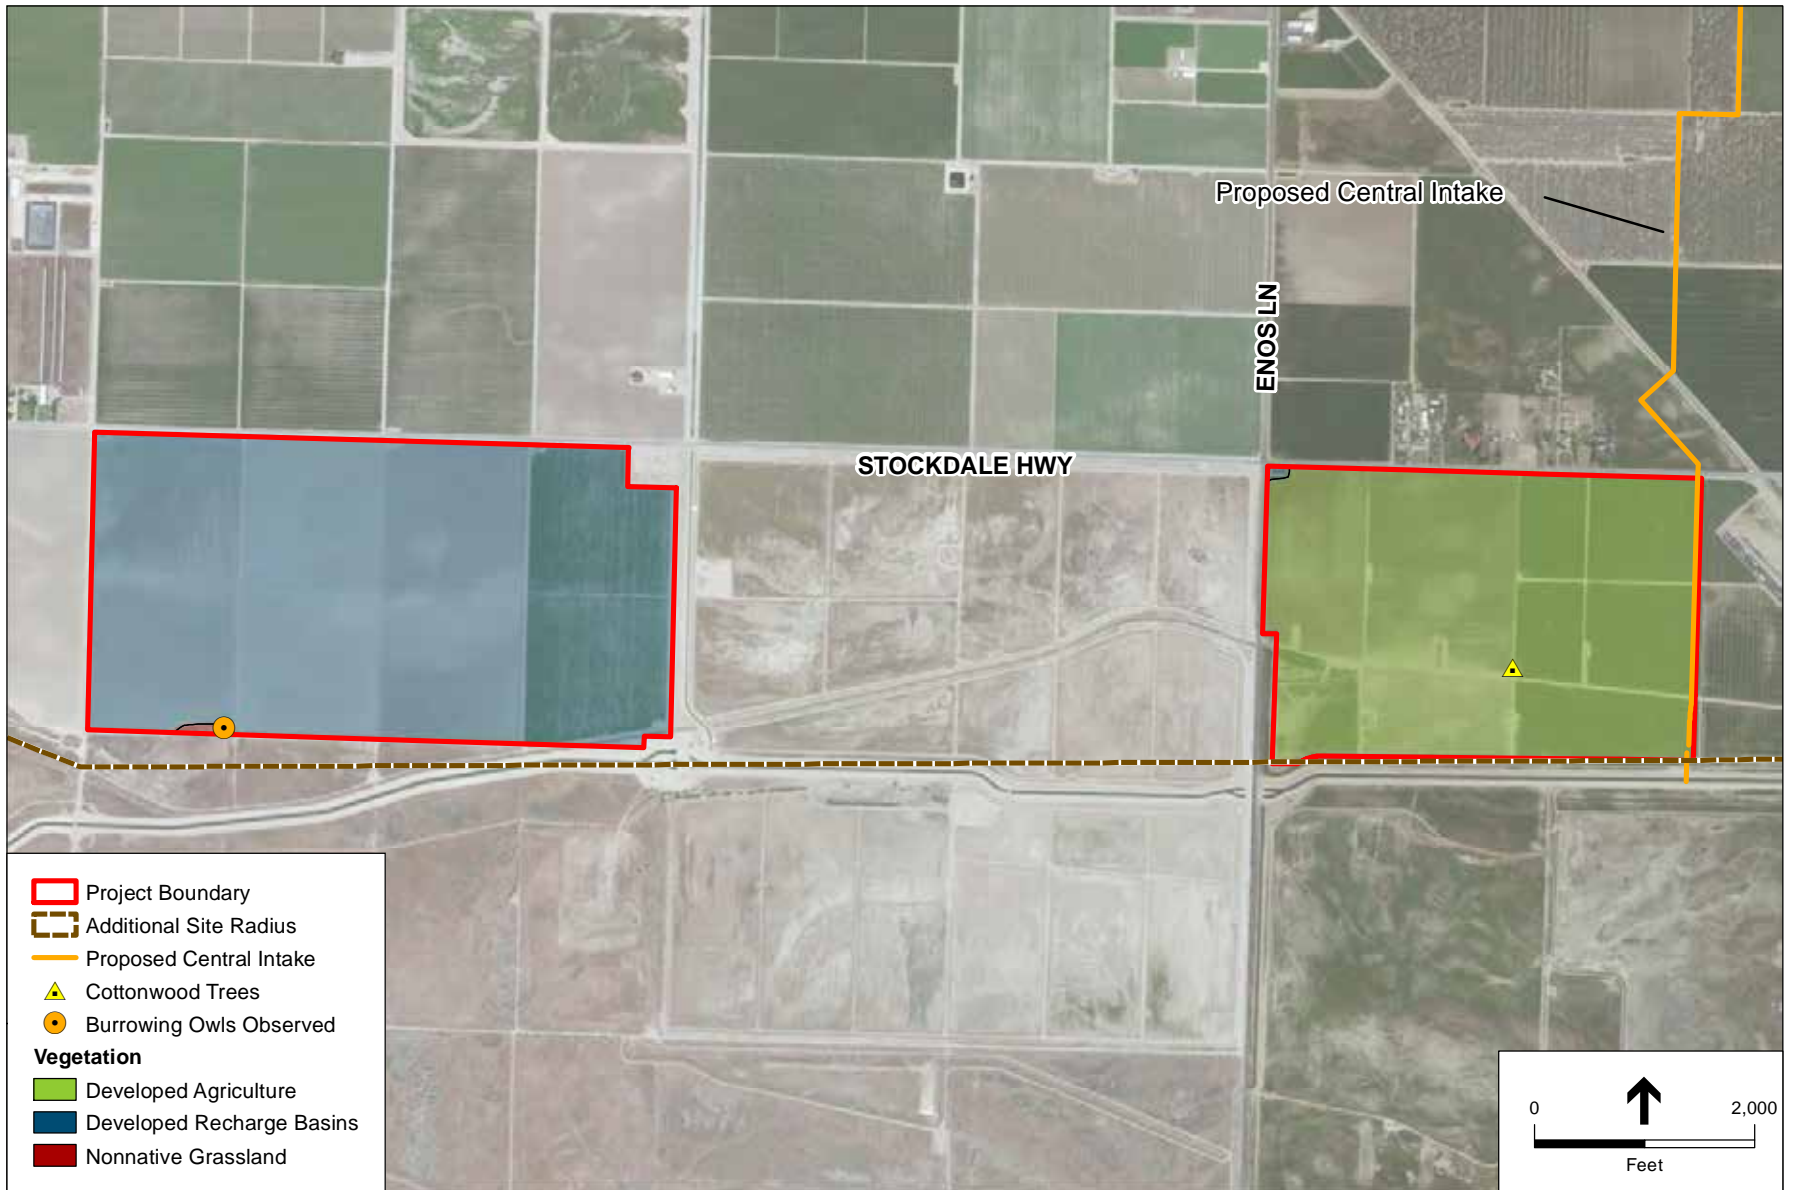 Proposed Central Intake
ENOS LN
STOCKDALE HWY
Project Boundary
Additional Site Radius
Proposed Central Intake
Cottonwood Trees
Burrowing Owls Observed
Vegetation
Developed Agriculture
Developed Recharge Basins
Nonnative Grassland
0 2,000
Feet